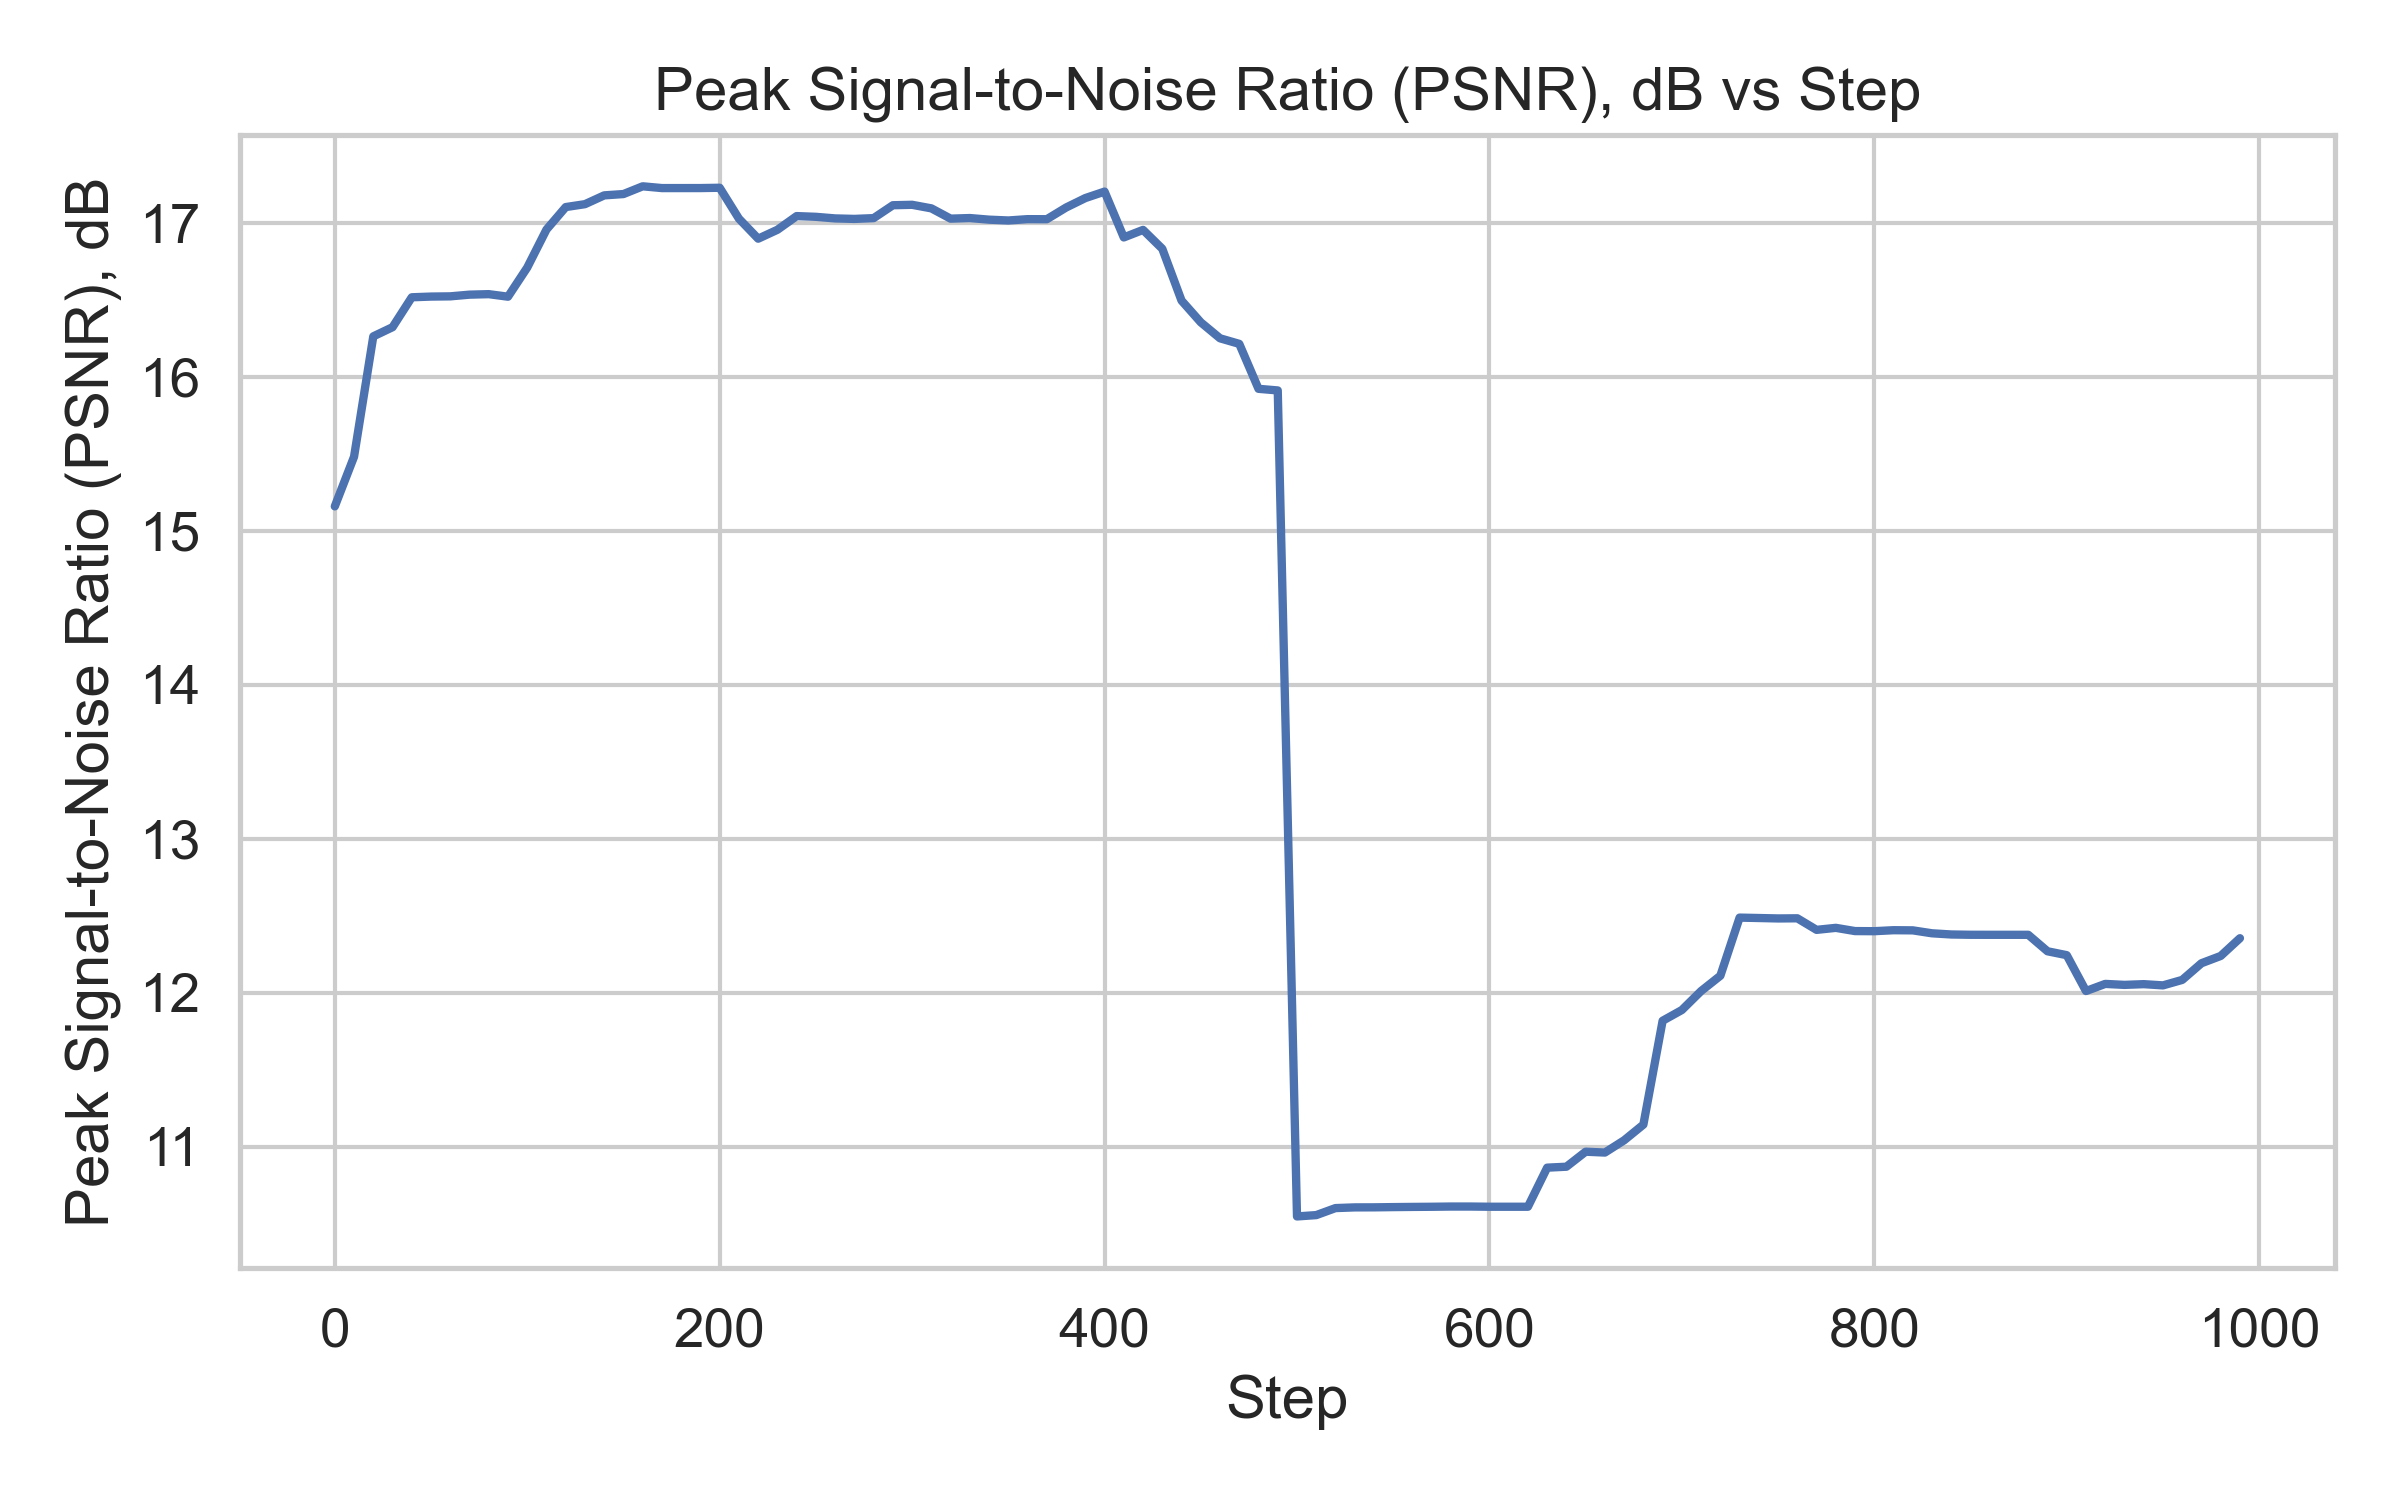 Peak Signal-to-Noise Ratio (PSNR), dB vs Step
Peak Signal-to-Noise Ratio (PSNR), dB
17
16
15
14
13
12
11
0 200 400 600 800 1000
Step